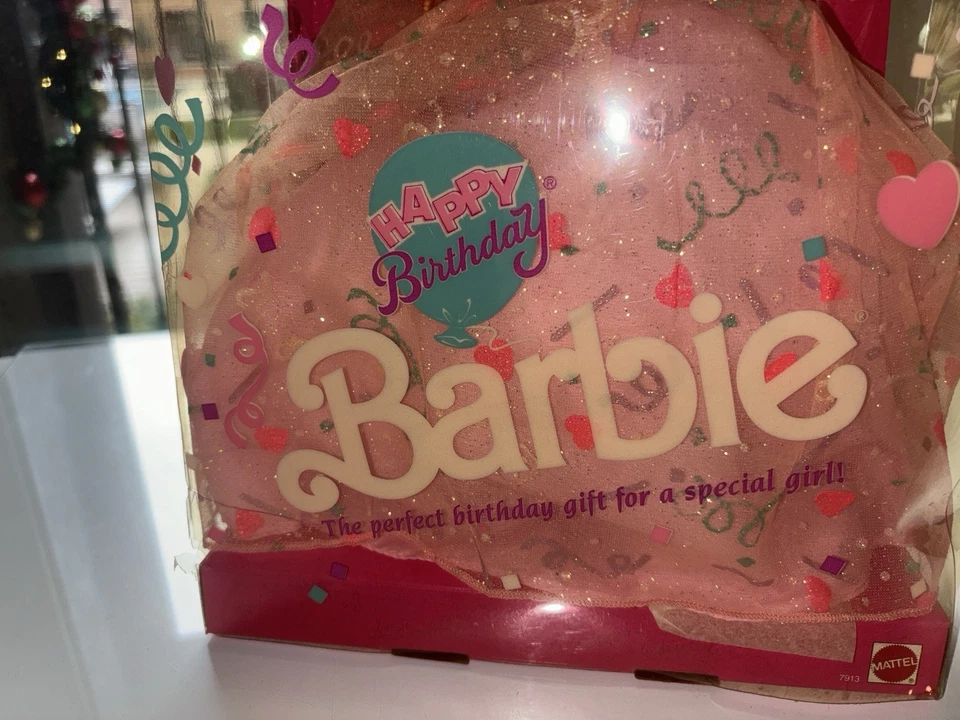 HAPPY ®
Birthday
Barbie ®
The perfect birthday gift for a special girl!
7913
MATTEL ®